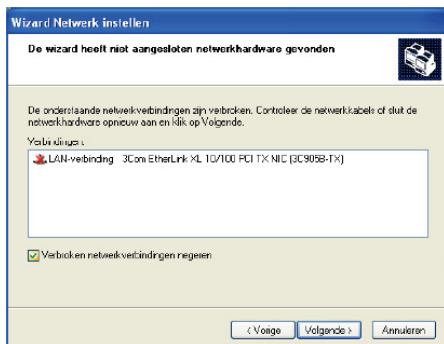 Wizard Netwerk instellen
De wizard heeft niet aangesloten netwerkhardware gevonden
De onderstaande netwerkverbindingen zijn verbroken. Controleer de netwerkkabels of sluit de
netwerkhardware opnieuw aan en klik op Volgende.
Verbindingen:
LAN-verbinding 3Com EtherLink XL 10/100 PCI TX NIC (3C905B-TX)
Verbroken netwerkverbindingen negeren
< Vorige Volgende > Annuleren